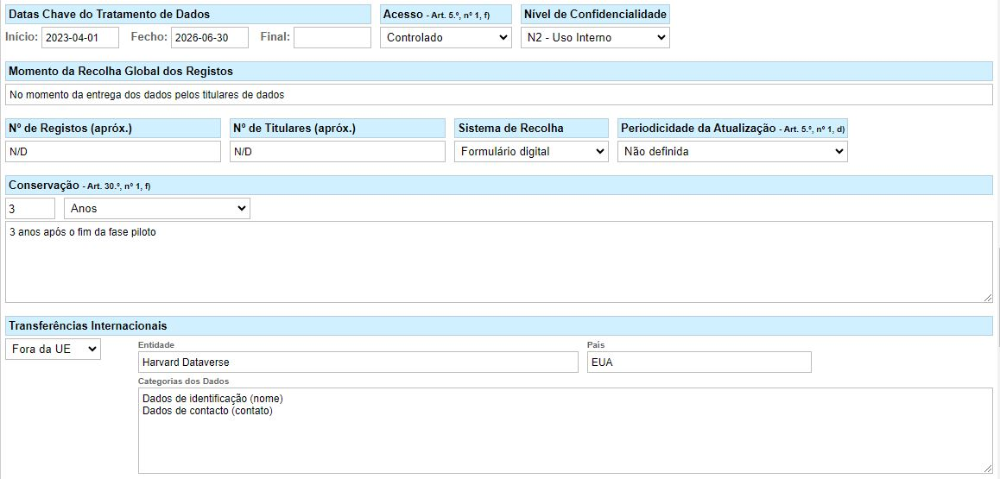 Datas Chave do Tratamento de Dados
Acesso - Art. 5.º, nº 1, f)
Nível de Confidencialidade
Início: 2023-04-01 Fecho: 2026-06-30 Final:
Controlado
N2 - Uso Interno
Momento da Recolha Global dos Registos
No momento da entrega dos dados pelos titulares de dados
Nº de Registos (apróx.)
Nº de Titulares (apróx.)
Sistema de Recolha
Periodicidade da Atualização - Art. 5.º, nº 1, d)
N/D
N/D
Formulário digital
Não definida
Conservação - Art. 30.º, nº 1, f)
3
Anos
3 anos após o fim da fase piloto
Transferências Internacionais
Fora da UE
Entidade
País
Harvard Dataverse
EUA
Categorias dos Dados
Dados de identificação (nome)
Dados de contacto (contato)